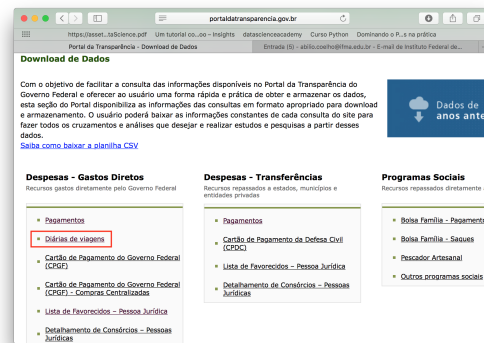 portaldatransparencia.gov.br
https://asset...taScience.pdf Um tutorial co...oo – Insights datascienceacademy Curso Python Dominando o P...s na prática
Portal da Transparência - Download de Dados
Entrada (5) - abilio.coelho@ifma.edu.br - E-mail de Instituto Federal de...
Download de Dados
Com o objetivo de facilitar a consulta das informações disponíveis no Portal da Transparência do
Governo Federal e oferecer ao usuário uma forma rápida e prática de obter e armazenar os dados,
esta seção do Portal disponibiliza as informações das consultas em formato apropriado para download
e armazenamento. O usuário poderá baixar as informações constantes de cada consulta do site para
fazer todos os cruzamentos e análises que desejar e realizar estudos e pesquisas a partir desses
dados.
Saiba como baixar a planilha CSV
Dados de
anos ante
Despesas - Gastos Diretos
Recursos gastos diretamente pelo Governo Federal
Pagamentos
Diárias de viagens
Cartão de Pagamento do Governo Federal
(CPGF)
Cartão de Pagamento do Governo Federal
(CPGF) - Compras Centralizadas
Lista de Favorecidos – Pessoa Jurídica
Detalhamento de Consórcios – Pessoas
Jurídicas
Despesas - Transferências
Recursos repassados a estados, municípios e
entidades privadas
Pagamentos
Cartão de Pagamento da Defesa Civil
(CPDC)
Lista de Favorecidos – Pessoa Jurídica
Detalhamento de Consórcios – Pessoas
Jurídicas
Programas Sociais
Recursos repassados diretamente
Bolsa Família - Pagament
Bolsa Família - Saques
Pescador Artesanal
Outros programas sociais